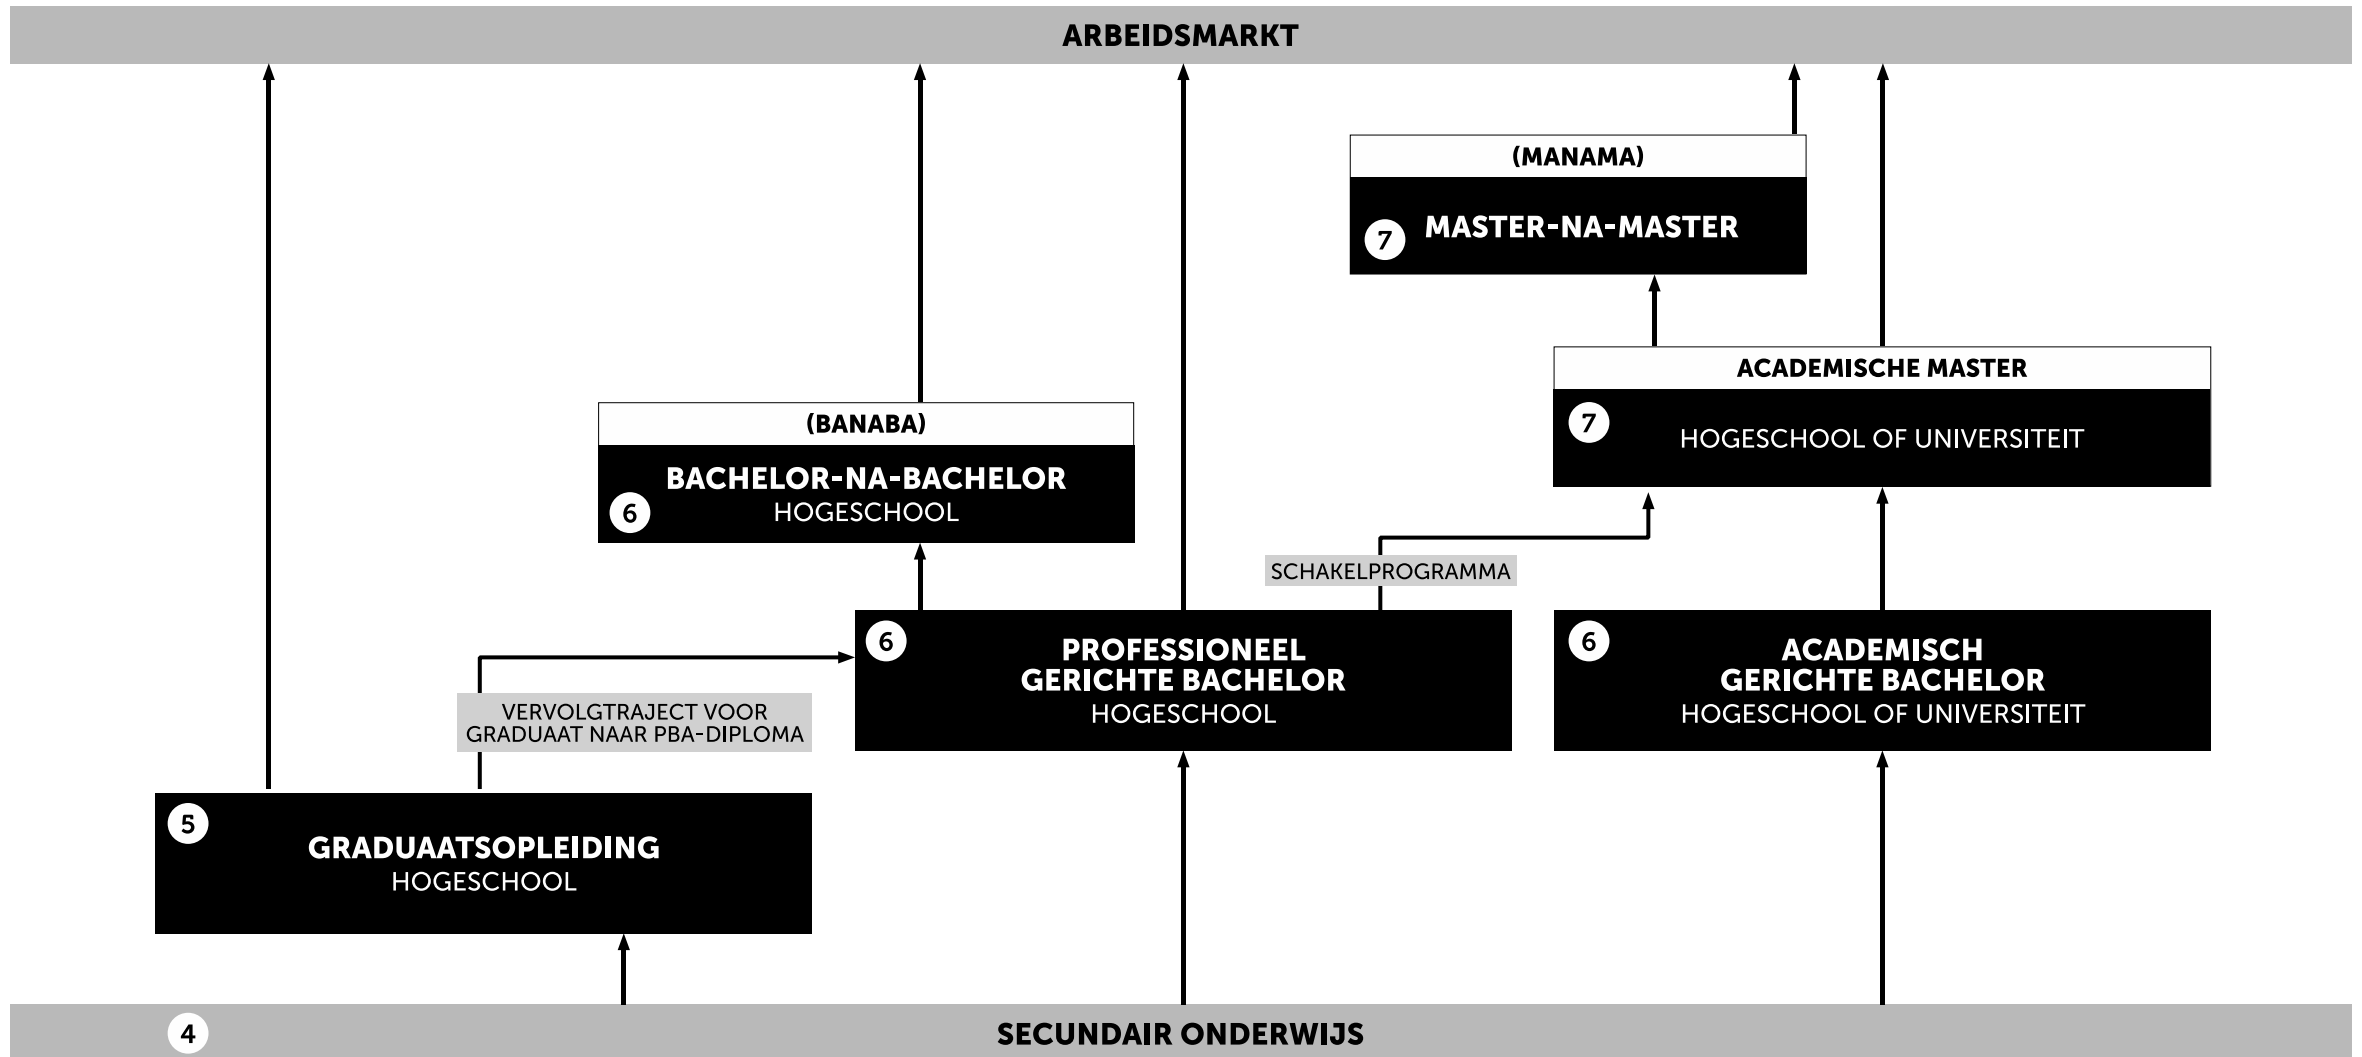 ARBEIDSMARKT
(MANAMA)
7 MASTER-NA-MASTER
ACADEMISCHE MASTER
7
HOGESCHOOL OF UNIVERSITEIT
(BANABA)
BACHELOR-NA-BACHELOR
6 HOGESCHOOL
SCHAKELPROGRAMMA
6 PROFESSIONEEL
GERICHTE BACHELOR
HOGESCHOOL
6 ACADEMISCH
GERICHTE BACHELOR
HOGESCHOOL OF UNIVERSITEIT
VERVOLGTRAJECT VOOR
GRADUAAT NAAR PBA-DIPLOMA
5
GRADUAATSOPLEIDING
HOGESCHOOL
4 SECUNDAIR ONDERWIJS